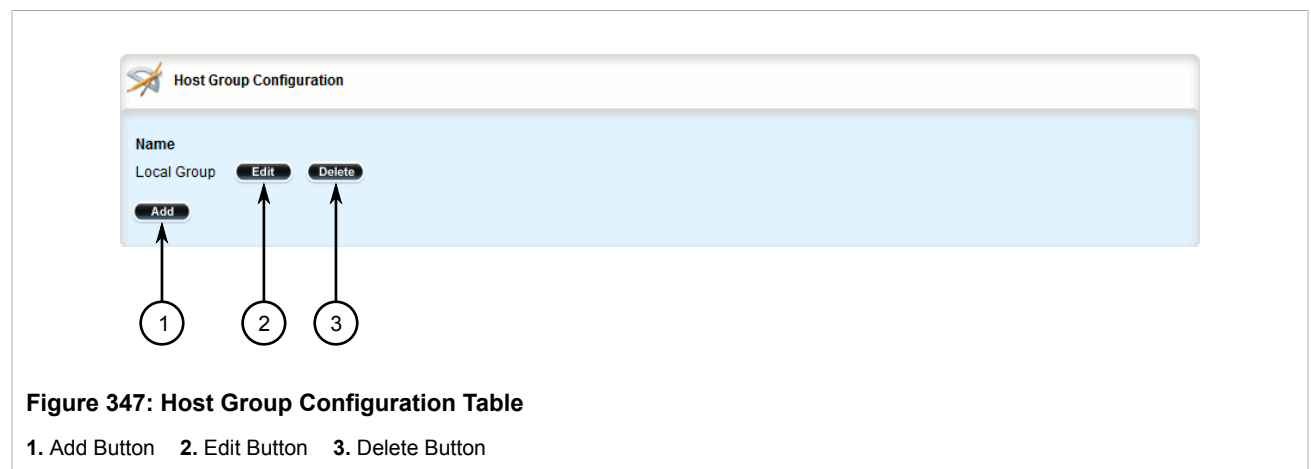 Host Group Configuration
Name
Local Group Edit Delete
Add
1 2 3
Figure 347: Host Group Configuration Table
1. Add Button 2. Edit Button 3. Delete Button